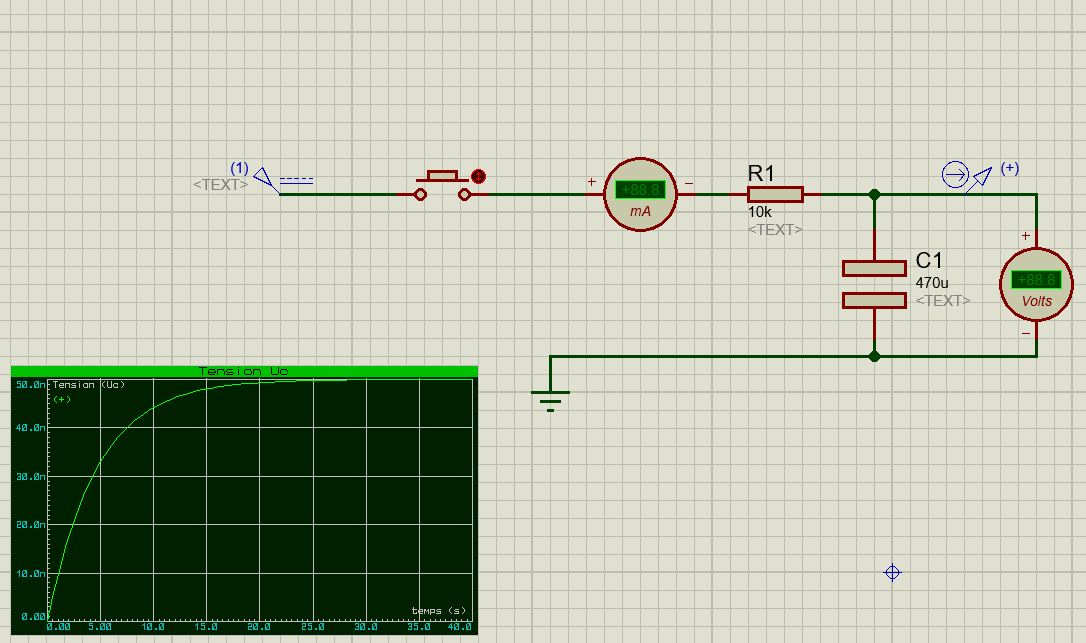 (1)
<TEXT>
+88.8
mA
R1
10k
<TEXT>
(+)
C1
470u
<TEXT>
+88.8
Volts
Tension Uc
Tension (Uc)
(+)
50.0m
40.0m
30.0m
20.0m
10.0m
0.00
temps (s)
0.00 5.00 10.0 15.0 20.0 25.0 30.0 35.0 40.0